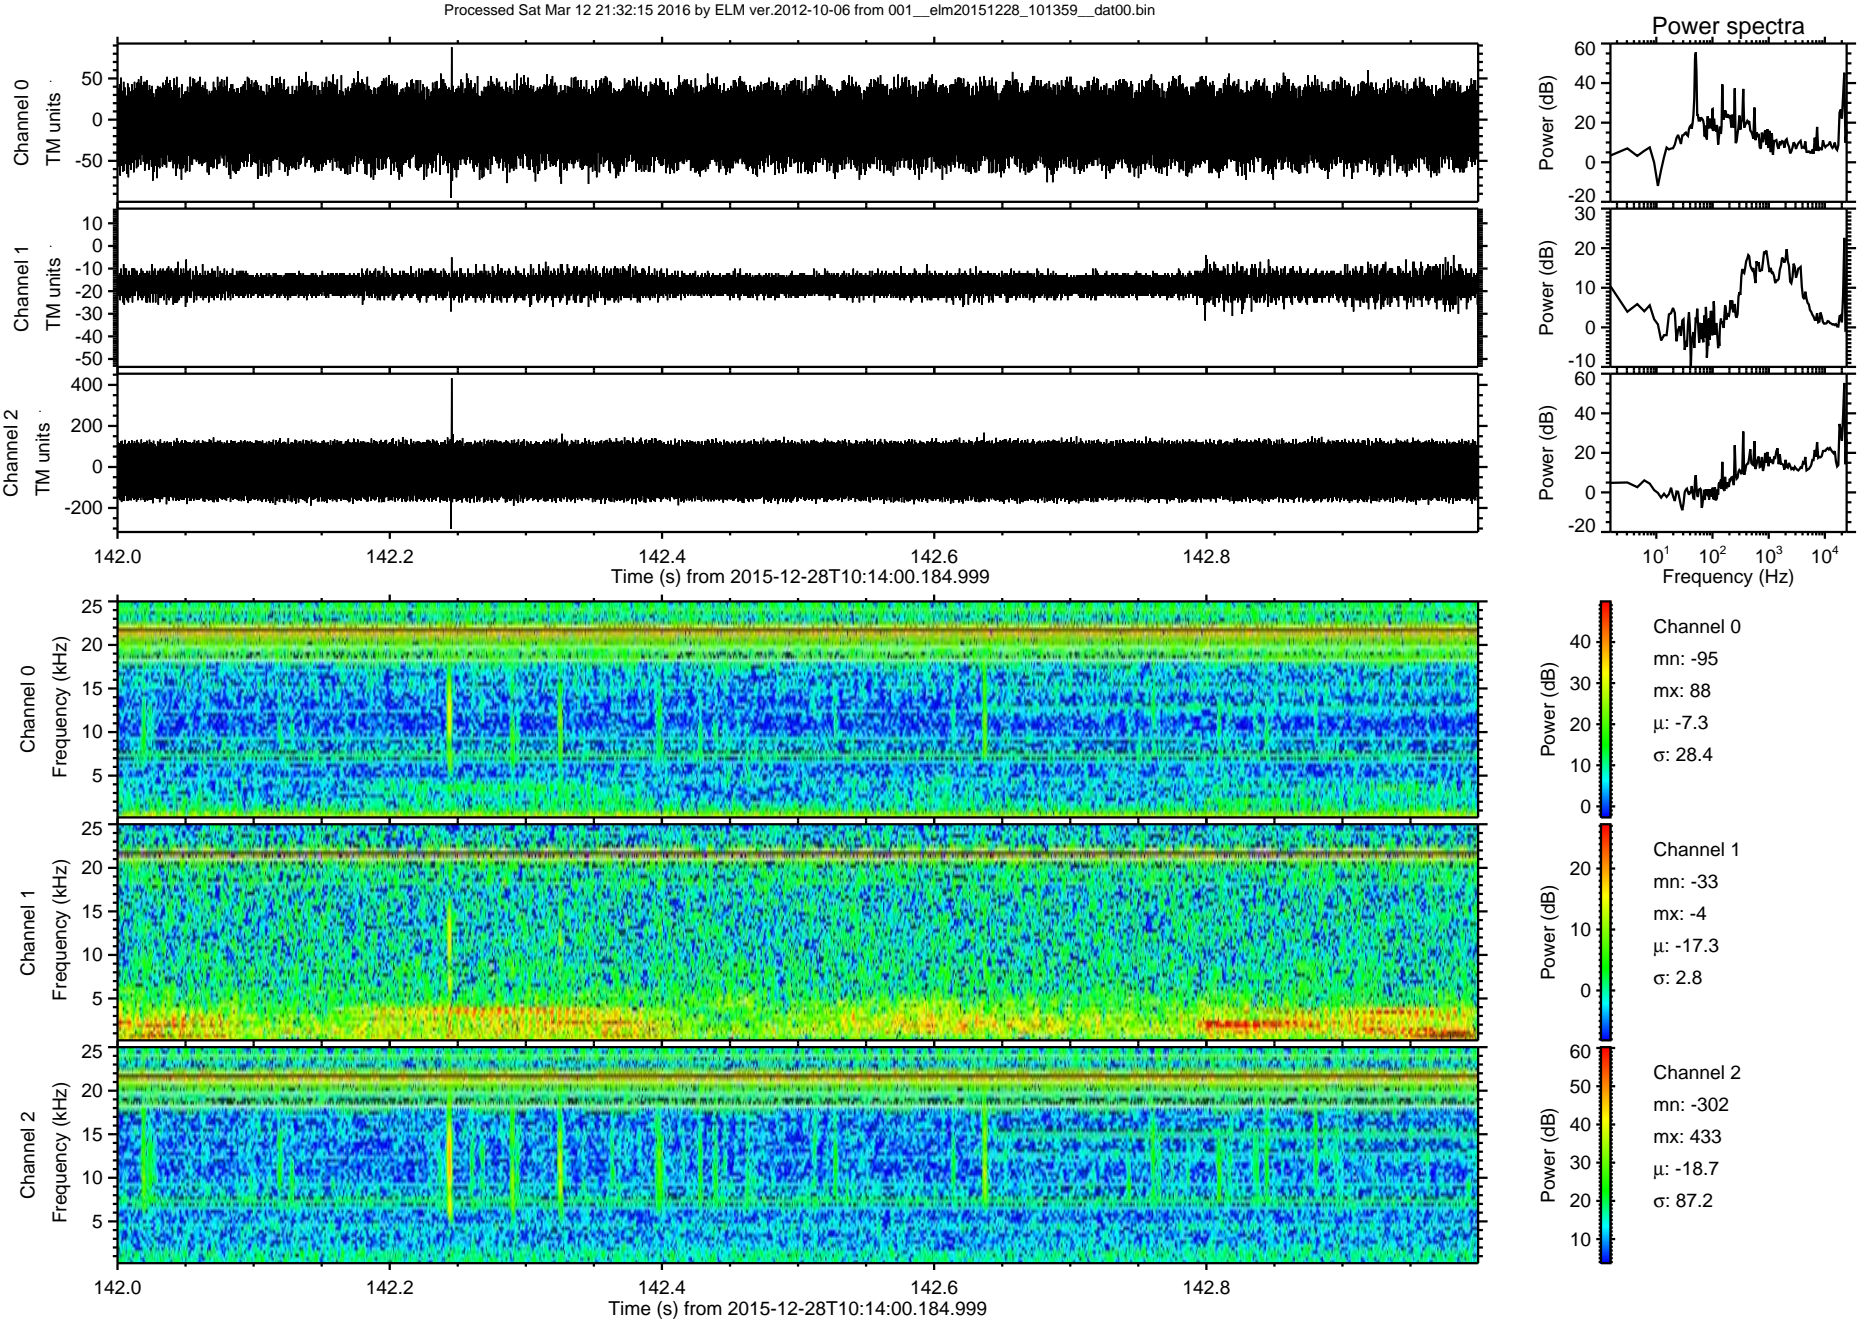 Processed Sat Mar 12 21:32:15 2016 by ELM ver.2012-10-06 from 001__elm20151228_101359__dat00.bin
Power spectra
Channel 0
TM units
50
0
-50
Power (dB)
60
40
20
0
-20
Channel 1
TM units
10
0
-10
-20
-30
-40
-50
Power (dB)
30
20
10
0
-10
Channel 2
TM units
400
200
0
-200
Power (dB)
60
40
20
0
-20
142.0 142.2 142.4 142.6 142.8
Time (s) from 2015-12-28T10:14:00.184.999
10^1 10^2 10^3 10^4
Frequency (Hz)
Channel 0
Frequency (kHz)
25
20
15
10
5
Power (dB)
40
30
20
10
0
Channel 0
mn: -95
mx: 88
μ: -7.3
σ: 28.4
Channel 1
Frequency (kHz)
25
20
15
10
5
Power (dB)
20
10
0
Channel 1
mn: -33
mx: -4
μ: -17.3
σ: 2.8
Channel 2
Frequency (kHz)
25
20
15
10
5
Power (dB)
60
50
40
30
20
10
Channel 2
mn: -302
mx: 433
μ: -18.7
σ: 87.2
142.0 142.2 142.4 142.6 142.8
Time (s) from 2015-12-28T10:14:00.184.999